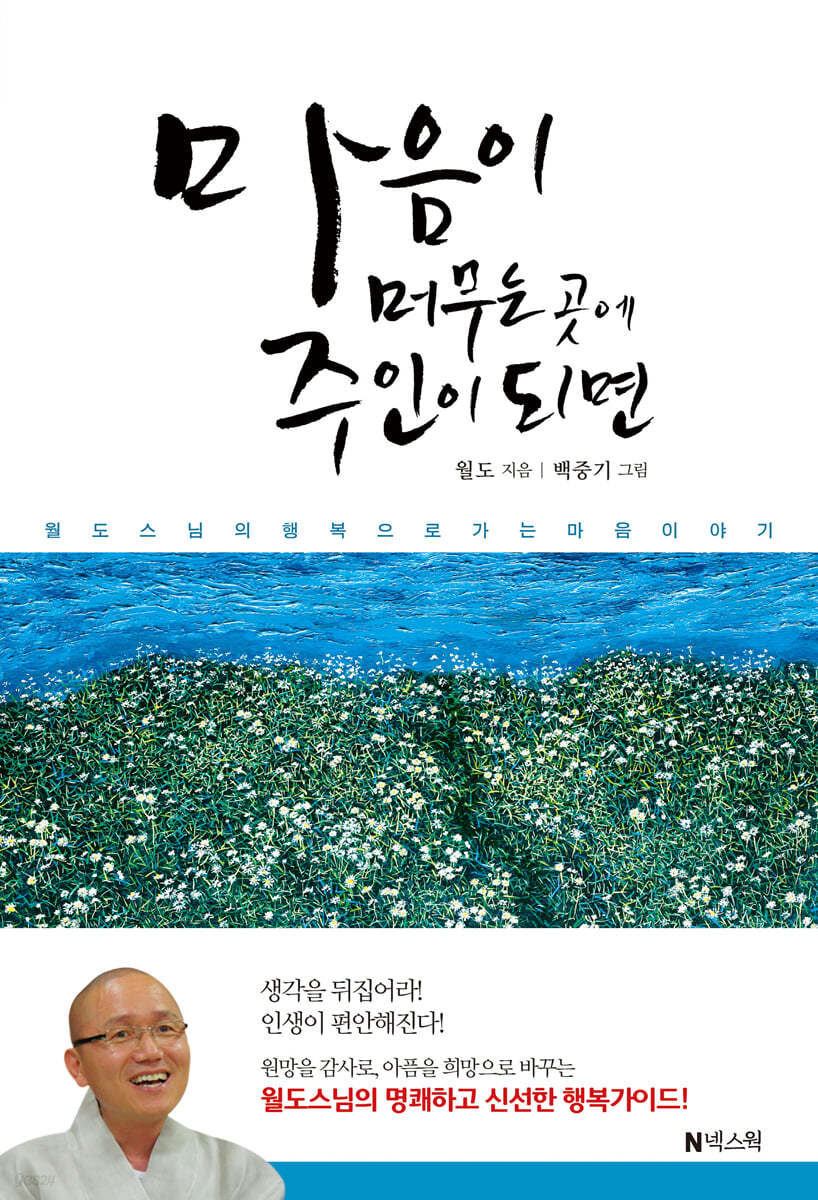 마음이
머무는 곳에
주인이 되면
월도 지음 | 백중기 그림
월도스님의행복으로가는마음이야기
생각을 뒤집어라!
인생이 편안해진다!
원망을 감사로, 아픔을 희망으로 바꾸는
월도스님의 명쾌하고 신선한 행복가이드!
N넥스웍
YES24